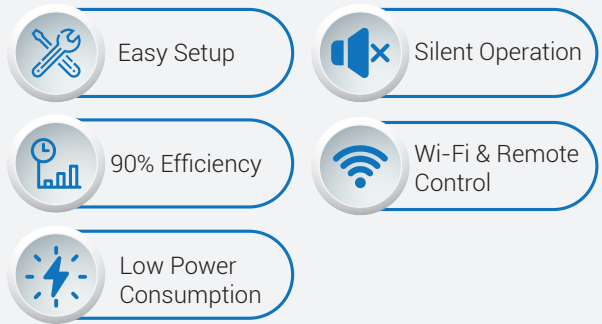 Easy Setup
Silent Operation
90% Efficiency
Wi-Fi & Remote
Control
Low Power
Consumption